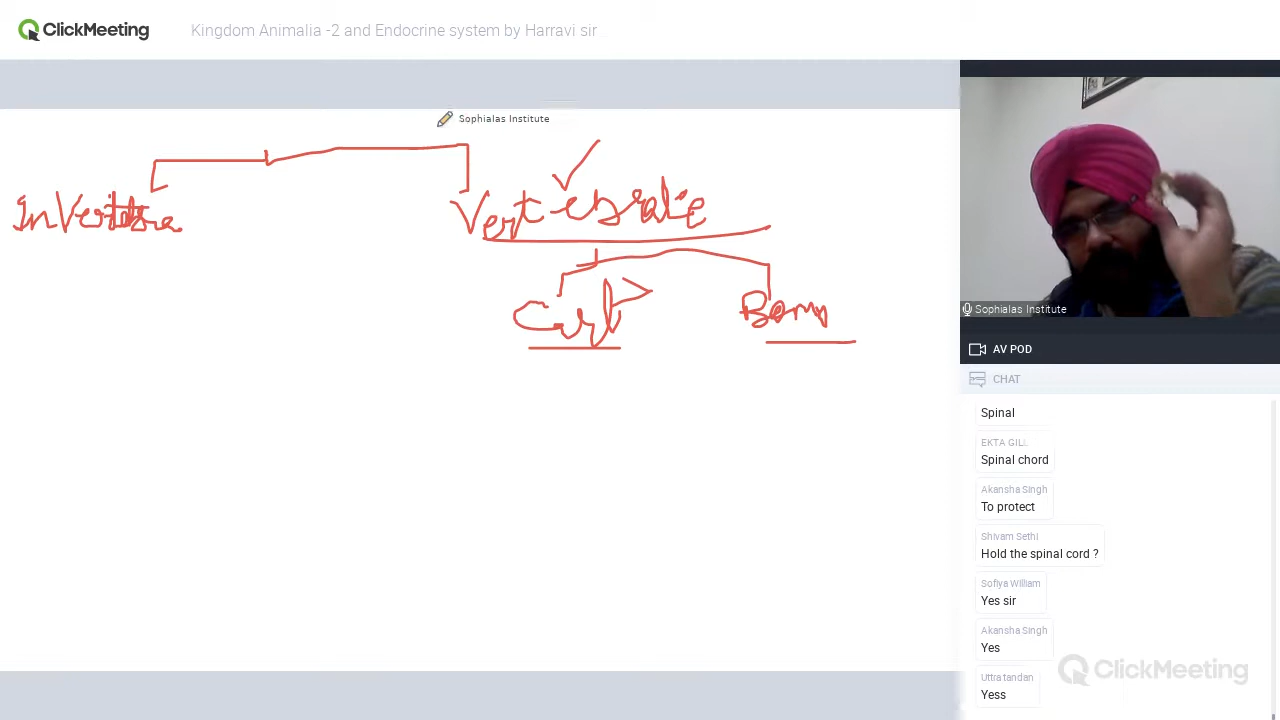 ClickMeeting
Kingdom Animalia -2 and Endocrine system by Harravi sir
Sophialas Institute
Vertebrate
Sophialas Institute
AV POD
CHAT
Spinal
EKTA GILL
Spinal chord
Akansha Singh
To protect
Shivam Sethi
Hold the spinal cord ?
Sofiya William
Yes sir
Akansha Singh
Yes
Uttra tandan
Yess
ClickMeeting